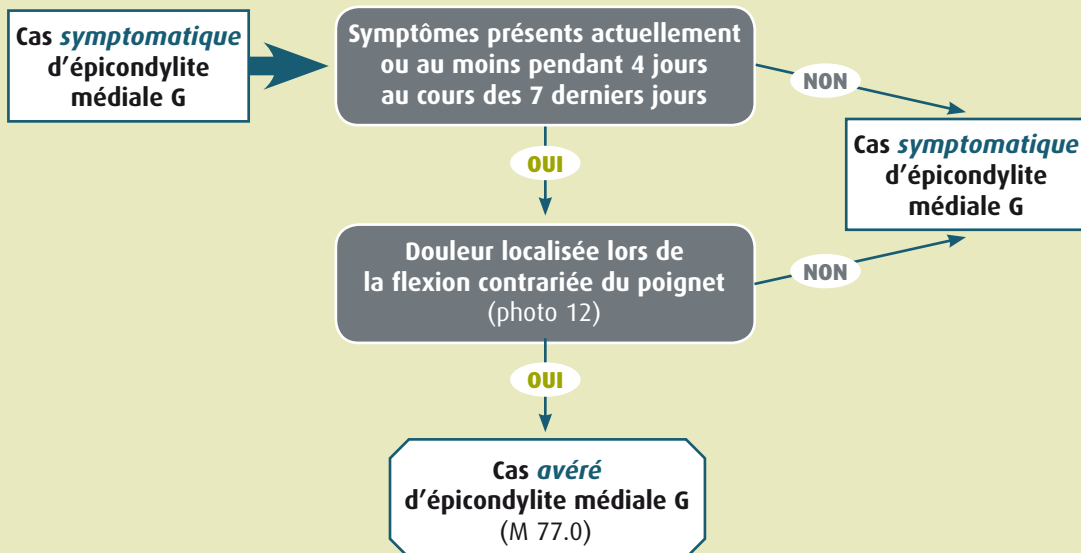 Cas symptomatique
d'épicondylite
médiale G
Symptômes présents actuellement
ou au moins pendant 4 jours
au cours des 7 derniers jours
NON
OUI
Cas symptomatique
d'épicondylite
médiale G
Douleur localisée lors de
la flexion contrariée du poignet
(photo 12)
NON
OUI
Cas avéré
d'épicondylite médiale G
(M 77.0)